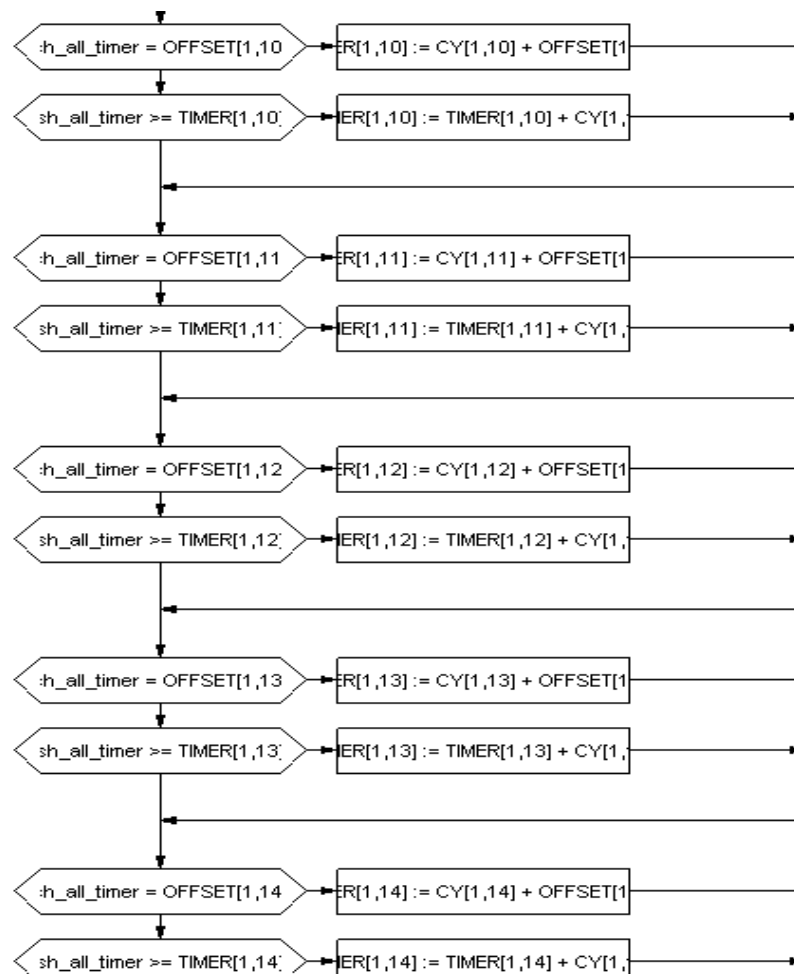 :h_all_timer = OFFSET[1,10
ER[1,10] := CY[1,10] + OFFSET[1
sh_all_timer >= TIMER[1,10]
IER[1,10] := TIMER[1,10] + CY[1,
:h_all_timer = OFFSET[1,11
ER[1,11] := CY[1,11] + OFFSET[1
sh_all_timer >= TIMER[1,11]
IER[1,11] := TIMER[1,11] + CY[1,
:h_all_timer = OFFSET[1,12
ER[1,12] := CY[1,12] + OFFSET[1
sh_all_timer >= TIMER[1,12]
IER[1,12] := TIMER[1,12] + CY[1,
:h_all_timer = OFFSET[1,13
ER[1,13] := CY[1,13] + OFFSET[1
sh_all_timer >= TIMER[1,13]
IER[1,13] := TIMER[1,13] + CY[1,
:h_all_timer = OFFSET[1,14
ER[1,14] := CY[1,14] + OFFSET[1
sh_all_timer >= TIMER[1,14]
IER[1,14] := TIMER[1,14] + CY[1,